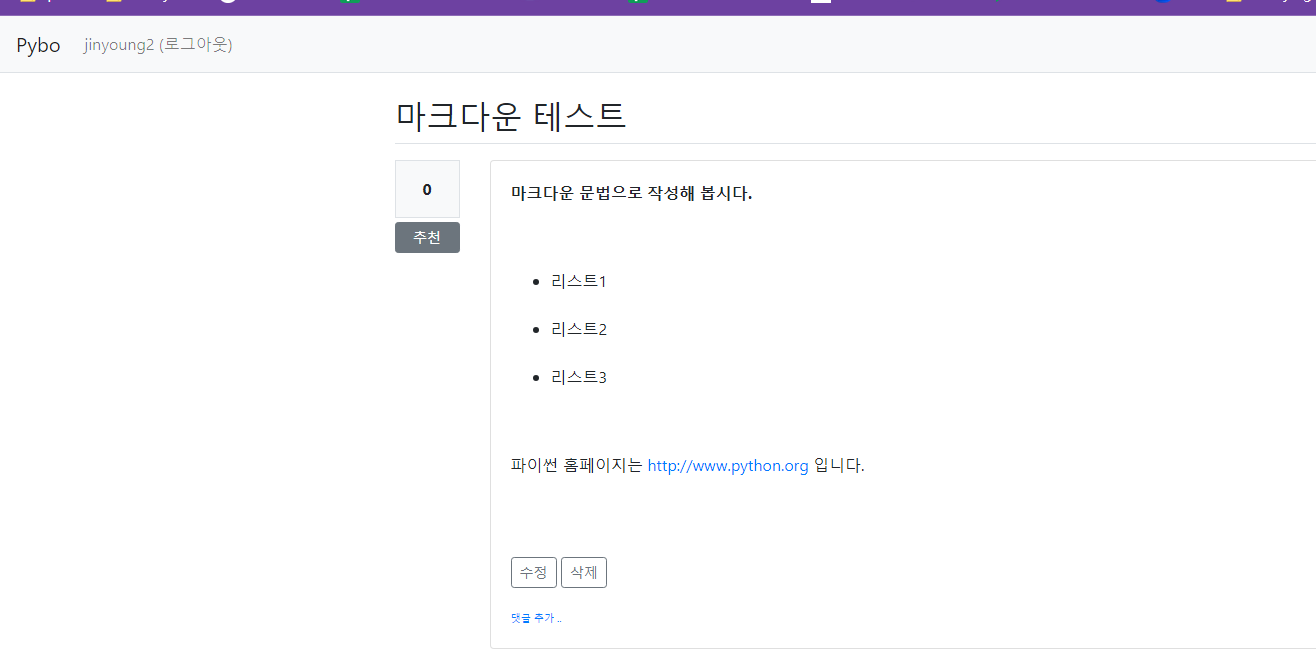 Pybo jinyoung2 (로그아웃)
마크다운 테스트
0
추천
마크다운 문법으로 작성해 봅시다.
리스트1
리스트2
리스트3
파이썬 홈페이지는 http://www.python.org 입니다.
수정 삭제
댓글 추가 ..